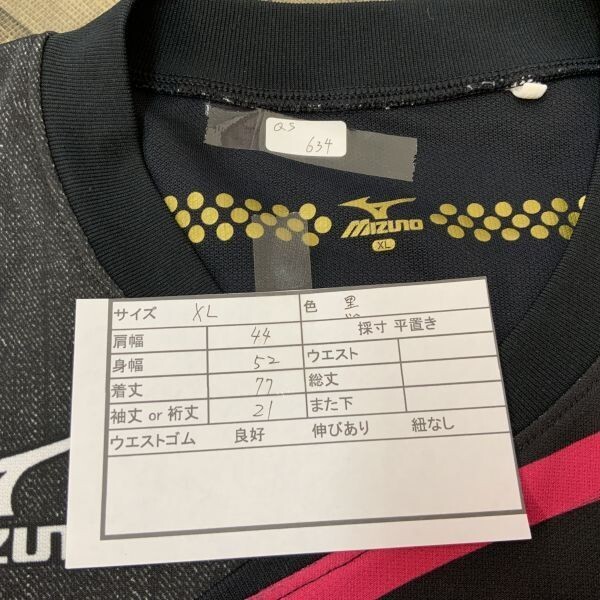 QS
634
MIZUNO
XL
サイズ XL 色 黒
肩幅 44 採寸 平置き
身幅 52 ウエスト
着丈 77 総丈
袖丈 or 裄丈 21 また下
ウエストゴム 良好 伸びあり 紐なし
ZUNO